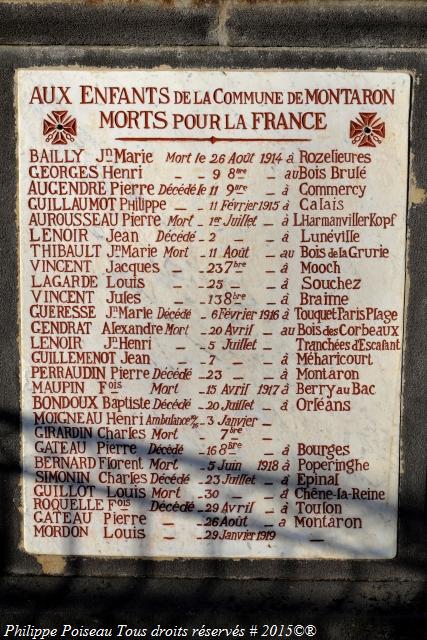 AUX ENFANTS DE LA COMMUNE DE MONTARON
MORTS POUR LA FRANCE
BAILLY Jn Marie Mort le 26 Août 1914 à Rozelieures
GEORGES Henri — — 9 8bre — au Bois Brulé
AUGENDRE Pierre Décédé le 11 9bre — à Commercy
GUILLAUMOT Philippe — — 11 Février 1915 à Calais
AUROUSSEAU Pierre Mort — 1er Juillet — à L'Harmanviller Kopf
LENOIR Jean Décédé — 2 — — à Lunéville
THIBAULT Jn Marie Mort — 11 Août — au Bois de la Grurie
VINCENT Jacques — — 23 7bre — à Mooch
LAGARDE Louis — — 25 — — à Souchez
VINCENT Jules — — 13 8bre — à Braime
GUERESSE Jn Marie Décédé — 6 Février 1916 à Touquet Paris Plage
GENDRAT Alexandre Mort — 20 Avril — au Bois des Corbeaux
LENOIR Jn Henri — — 5 Juillet — Tranchées d'Escafant
GUILLEMENOT Jean — — 7 — — à Méharicourt
PERRAUDIN Pierre Décédé — 23 — — à Montaron
MAUPIN Fois Mort — 15 Avril 1917 à Berry au Bac
BONDOUX Baptiste Décédé — 20 Juillet — à Orléans
MOIGNEAU Henri Ambulance — 3 Janvier —
GIRARDIN Charles Mort — 7bre —
GATEAU Pierre Décédé — 16 8bre — à Bourges
BERNARD Florent Mort — 5 Juin 1918 à Poperinghe
SIMONIN Charles Décédé — 23 Juillet — à Epinal
GUILLOT Louis Mort — 30 — — à Chêne-la-Reine
ROQUELLE Fois Décédé — 29 Avril — à Toulon
GATEAU Pierre — — 26 Août — à Montaron
MORDON Louis — — 29 Janvier 1919 —
Philippe Poiseau Tous droits réservés # 2015©®